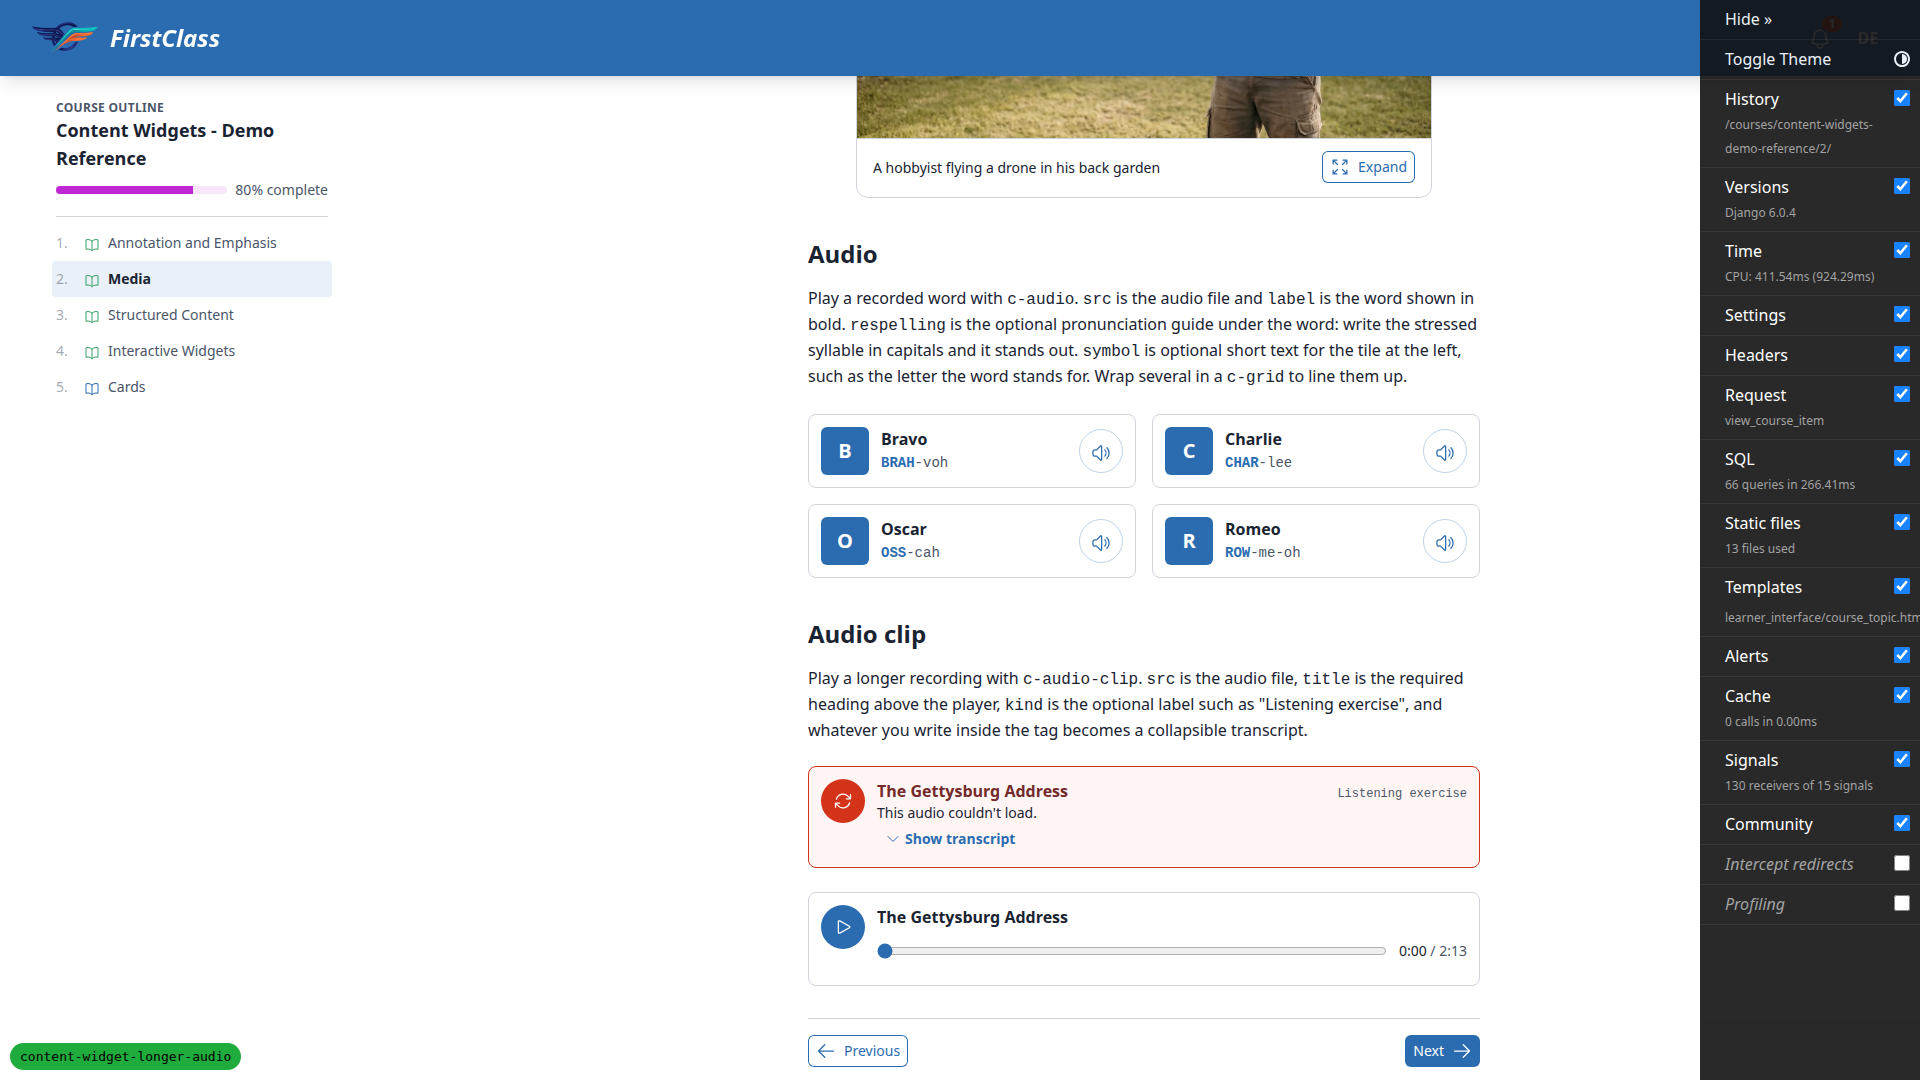 FirstClass
COURSE OUTLINE
Content Widgets - Demo
Reference
80% complete
1. Annotation and Emphasis
2. Media
3. Structured Content
4. Interactive Widgets
5. Cards
A hobbyist flying a drone in his back garden
Expand
Audio
Play a recorded word with c-audio. src is the audio file and label is the word shown in
bold. respelling is the optional pronunciation guide under the word: write the stressed
syllable in capitals and it stands out. symbol is optional short text for the tile at the left,
such as the letter the word stands for. Wrap several in a c-grid to line them up.
B
Bravo
BRAH-voh
C
Charlie
CHAR-lee
O
Oscar
OSS-cah
R
Romeo
ROW-me-oh
Audio clip
Play a longer recording with c-audio-clip. src is the audio file, title is the required
heading above the player, kind is the optional label such as "Listening exercise", and
whatever you write inside the tag becomes a collapsible transcript.
The Gettysburg Address
Listening exercise
This audio couldn't load.
Show transcript
The Gettysburg Address
0:00 / 2:13
Previous
Next
content-widget-longer-audio
Hide »
1
DE
Toggle Theme
History
/courses/content-widgets-
demo-reference/2/
Versions
Django 6.0.4
Time
CPU: 411.54ms (924.29ms)
Settings
Headers
Request
view_course_item
SQL
66 queries in 266.41ms
Static files
13 files used
Templates
learner_interface/course_topic.htm
Alerts
Cache
0 calls in 0.00ms
Signals
130 receivers of 15 signals
Community
Intercept redirects
Profiling